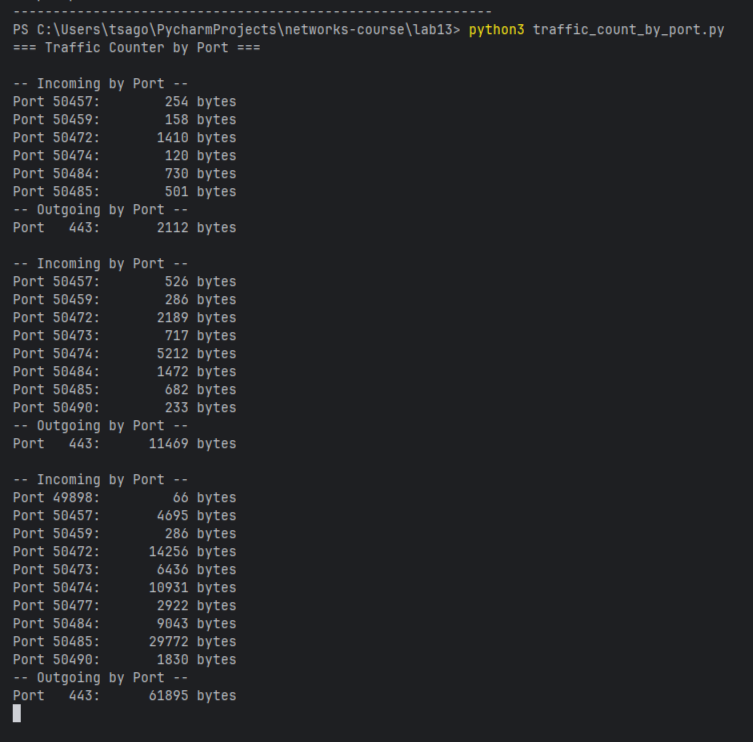 ------------------------------------------------------------
PS C:\Users\tsago\PycharmProjects\networks-course\lab13> python3 traffic_count_by_port.py
=== Traffic Counter by Port ===

-- Incoming by Port --
Port 50457:        254 bytes
Port 50459:        158 bytes
Port 50472:       1410 bytes
Port 50474:        120 bytes
Port 50484:        730 bytes
Port 50485:        501 bytes
-- Outgoing by Port --
Port   443:       2112 bytes

-- Incoming by Port --
Port 50457:        526 bytes
Port 50459:        286 bytes
Port 50472:       2189 bytes
Port 50473:        717 bytes
Port 50474:       5212 bytes
Port 50484:       1472 bytes
Port 50485:        682 bytes
Port 50490:        233 bytes
-- Outgoing by Port --
Port   443:      11469 bytes

-- Incoming by Port --
Port 49898:         66 bytes
Port 50457:       4695 bytes
Port 50459:        286 bytes
Port 50472:      14256 bytes
Port 50473:       6436 bytes
Port 50474:      10931 bytes
Port 50477:       2922 bytes
Port 50484:       9043 bytes
Port 50485:      29772 bytes
Port 50490:       1830 bytes
-- Outgoing by Port --
Port   443:      61895 bytes